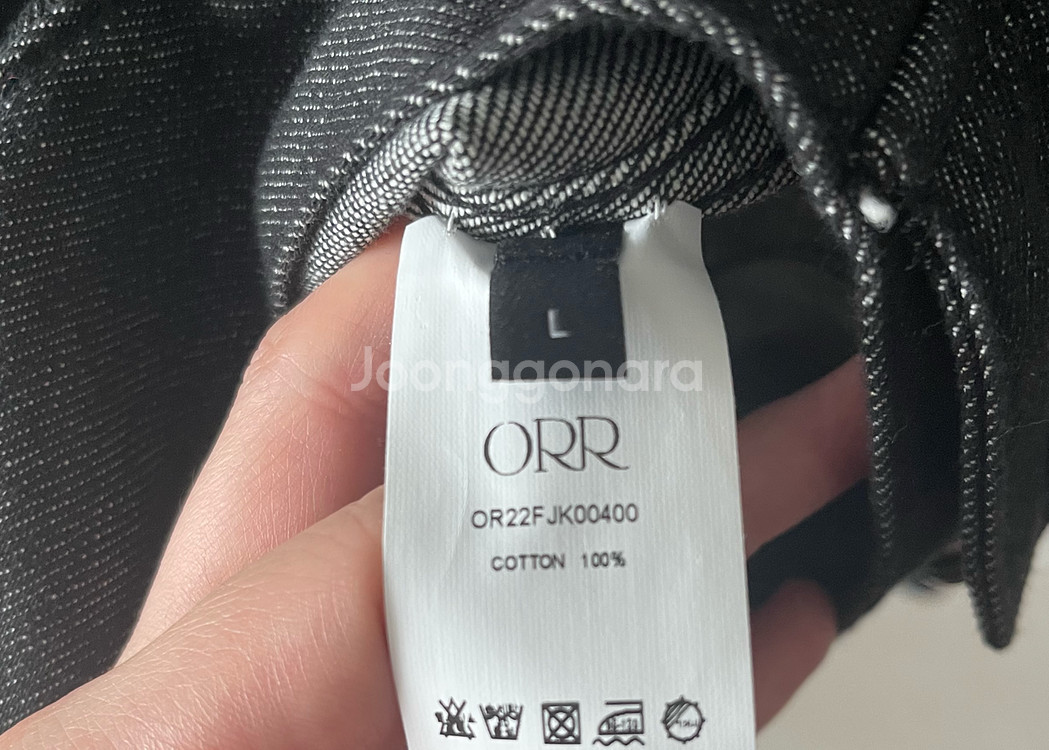 L
Joonggonara
ORR
OR22FJK00400
COTTON 100%